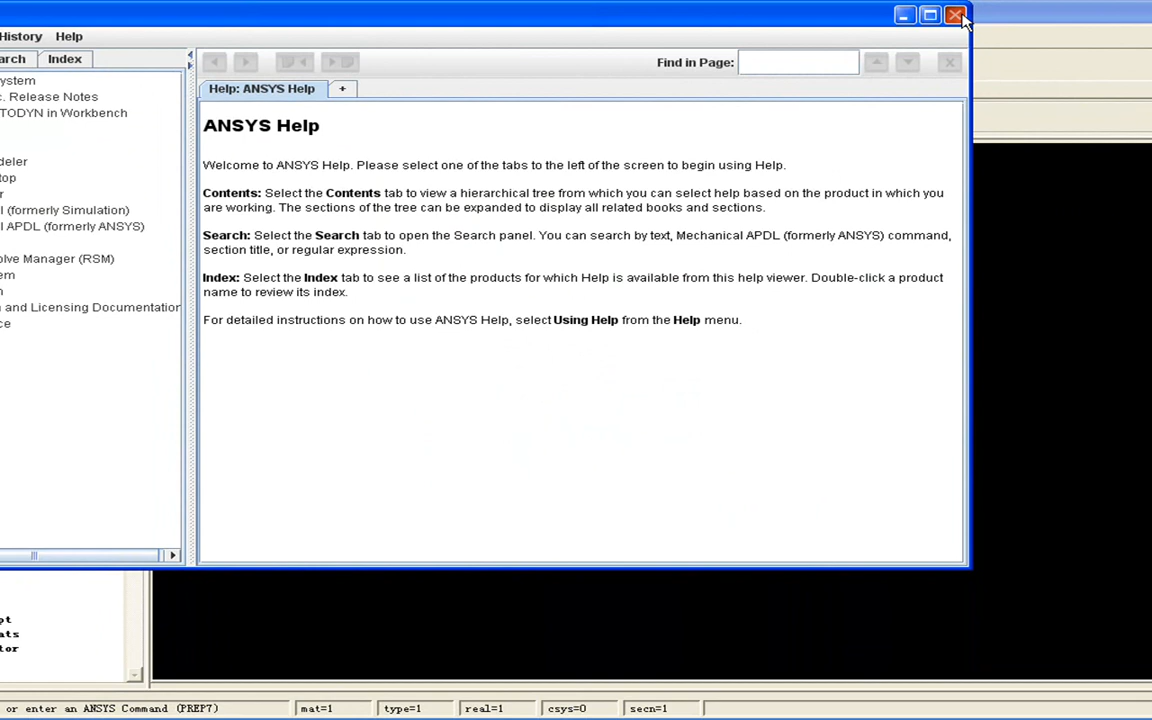 History Help
arch Index
Find in Page:
Help: ANSYS Help +
ystem
c. Release Notes
TODYN in Workbench
deler
top
r
l (formerly Simulation)
l APDL (formerly ANSYS)
olve Manager (RSM)
em
n
and Licensing Documentation
ce
ANSYS Help
Welcome to ANSYS Help. Please select one of the tabs to the left of the screen to begin using Help.
Contents: Select the Contents tab to view a hierarchical tree from which you can select help based on the product in which you
are working. The sections of the tree can be expanded to display all related books and sections.
Search: Select the Search tab to open the Search panel. You can search by text, Mechanical APDL (formerly ANSYS) command,
section title, or regular expression.
Index: Select the Index tab to see a list of the products for which Help is available from this help viewer. Double-click a product
name to review its index.
For detailed instructions on how to use ANSYS Help, select Using Help from the Help menu.
pt
ats
tor
or enter an ANSYS Command (PREP7) mat=1 type=1 real=1 csys=0 secn=1